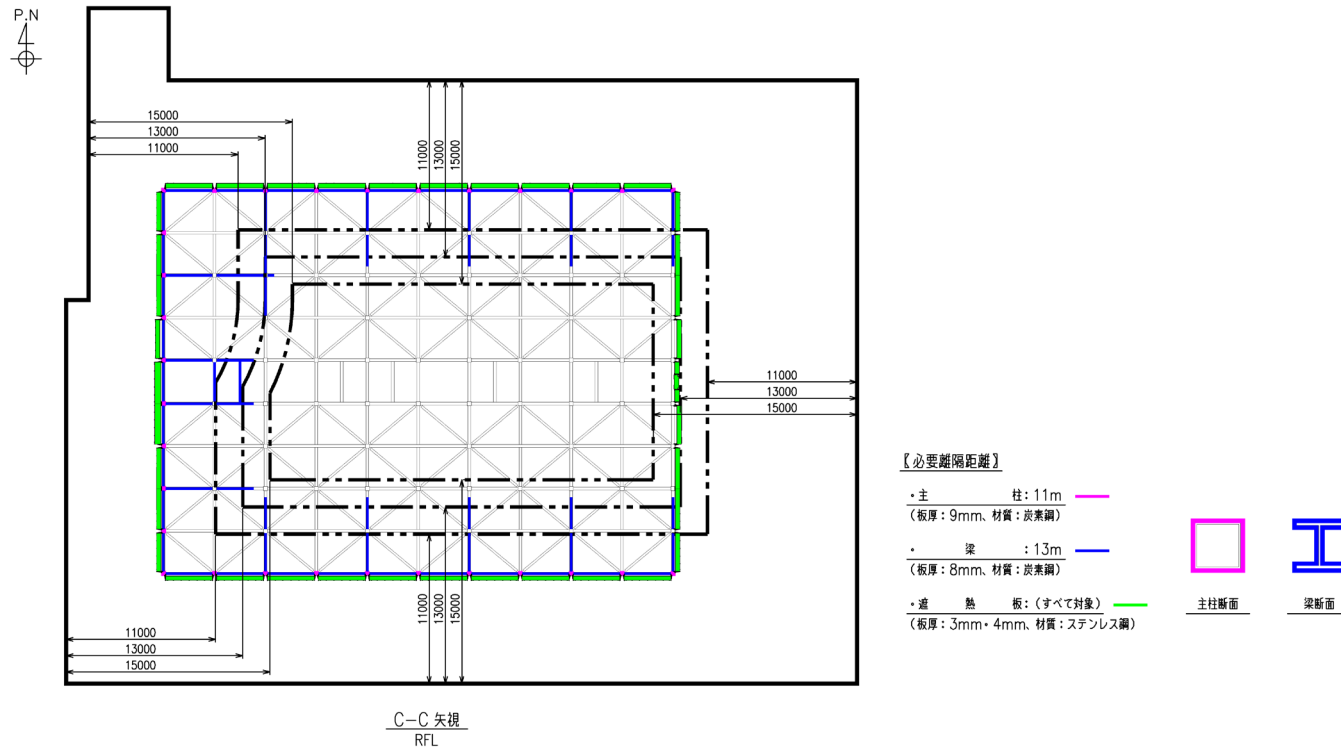 P.N
15000
13000
11000
11000
13000
15000
11000
13000
15000
11000
13000
15000
11000
13000
15000
C-C 矢視
RFL
〖必要離隔距離〗
・主 柱:11m
(板厚:9mm、材質:炭素鋼)
・ 梁 :13m
(板厚:8mm、材質:炭素鋼)
・遮 熱 板:(すべて対象)
(板厚:3mm・4mm、材質:ステンレス鋼)
主柱断面
梁断面